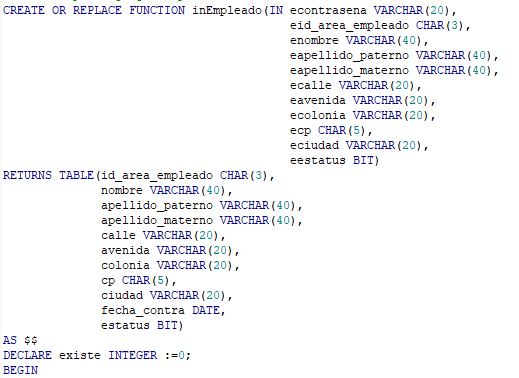 CREATE OR REPLACE FUNCTION inEmpleado(IN econtrasena VARCHAR(20),
eid_area_empleado CHAR(3),
enombre VARCHAR(40),
eapellido_paterno VARCHAR(40),
eapellido_materno VARCHAR(40),
ecalle VARCHAR(20),
eavenida VARCHAR(20),
ecolonia VARCHAR(20),
ecp CHAR(5),
eciudad VARCHAR(20),
eestatus BIT)
RETURNS TABLE(id_area_empleado CHAR(3),
nombre VARCHAR(40),
apellido_paterno VARCHAR(40),
apellido_materno VARCHAR(40),
calle VARCHAR(20),
avenida VARCHAR(20),
colonia VARCHAR(20),
cp CHAR(5),
ciudad VARCHAR(20),
fecha_contra DATE,
estatus BIT)
AS $$
DECLARE existe INTEGER :=0;
BEGIN